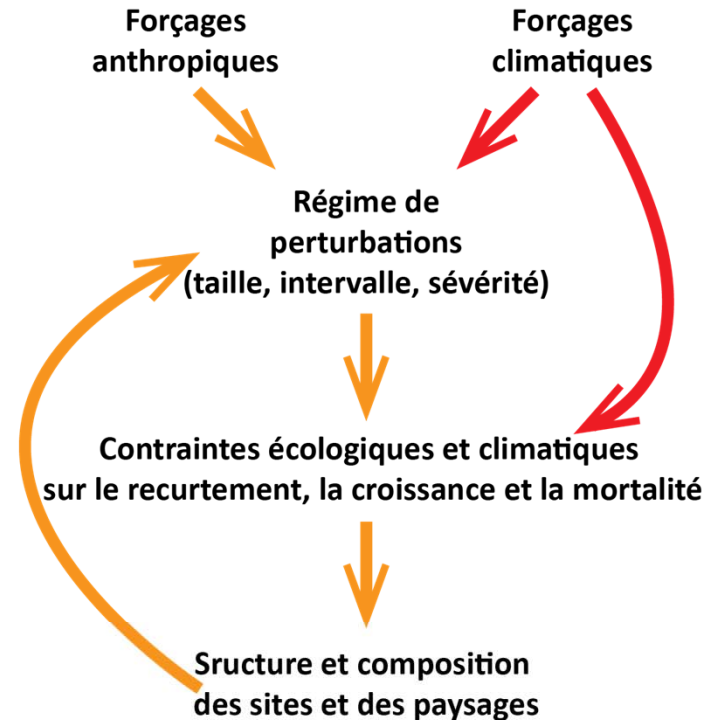 Forçages
anthropiques
Forçages
climatiques
Régime de
perturbations
(taille, intervalle, sévérité)
Contraintes écologiques et climatiques
sur le recurtement, la croissance et la mortalité
Sructure et composition
des sites et des paysages